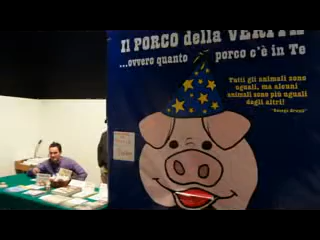 Il PORCO della VERITA'
...ovvero quanto porco c'è in Te
Tutti gli animali sono
uguali, ma alcuni
animali sono più uguali
degli altri!